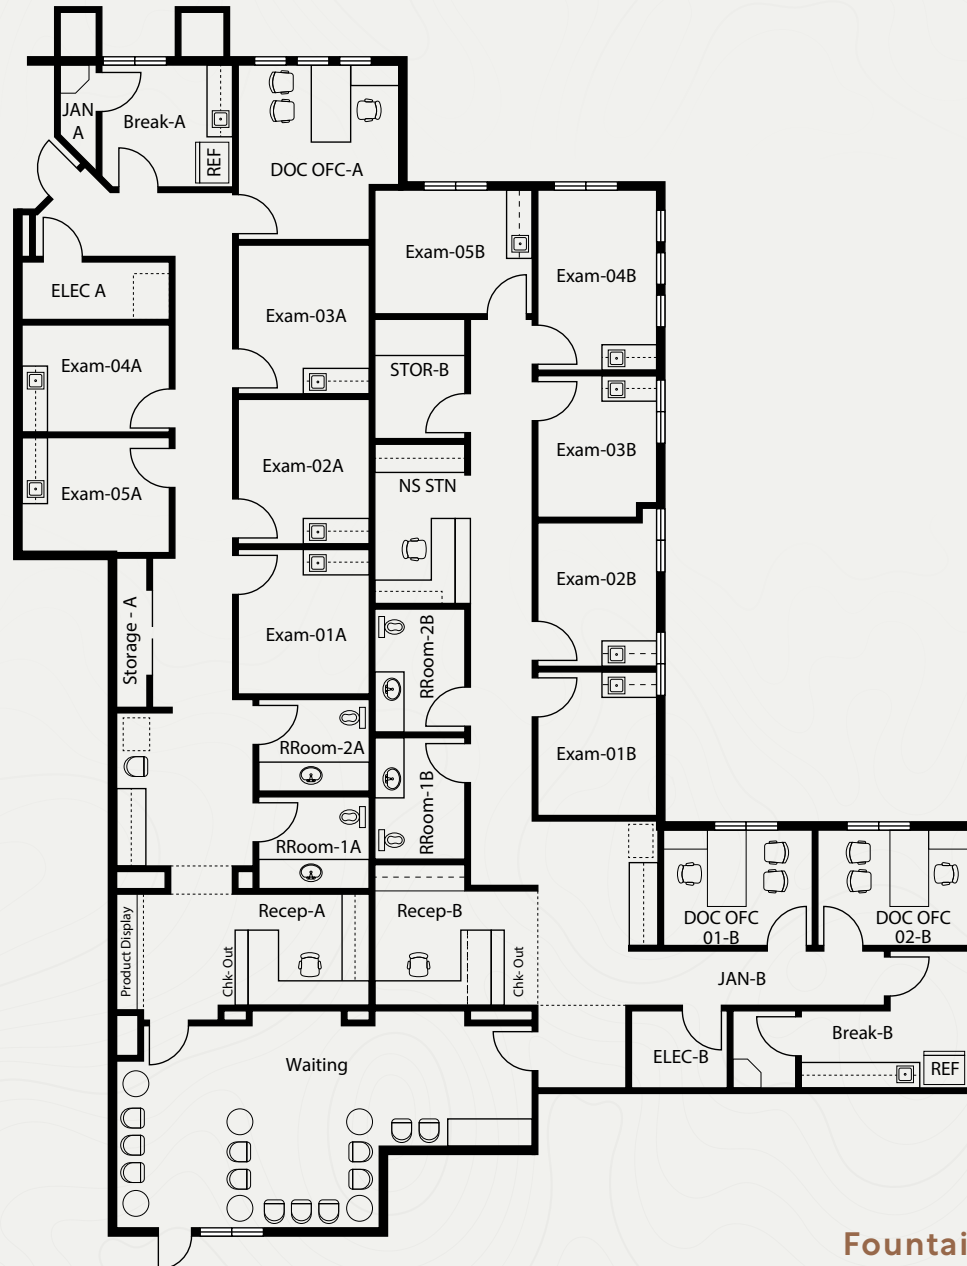 JAN
A
Break-A
REF
DOC OFC-A
Exam-05B
Exam-04B
ELEC A
Exam-03A
Exam-04A
STOR-B
Exam-03B
Exam-02A
NS STN
Exam-05A
Exam-02B
Storage - A
Exam-01A
RRoom-2B
RRoom-2A
Exam-01B
RRoom-1B
RRoom-1A
Product Display
Recep-A
Chk- Out
Recep-B
Chk- Out
DOC OFC
01-B
DOC OFC
02-B
JAN-B
Waiting
ELEC-B
Break-B
REF
Fountai